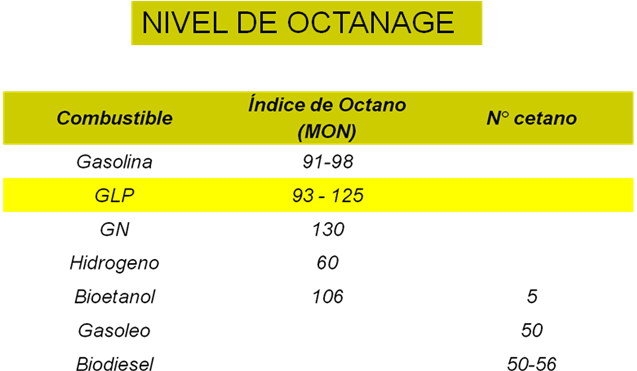 NIVEL DE OCTANAGE
Combustible Índice de Octano (MON) N° cetano
Gasolina 91-98
GLP 93 - 125
GN 130
Hidrogeno 60
Bioetanol 106 5
Gasoleo 50
Biodiesel 50-56